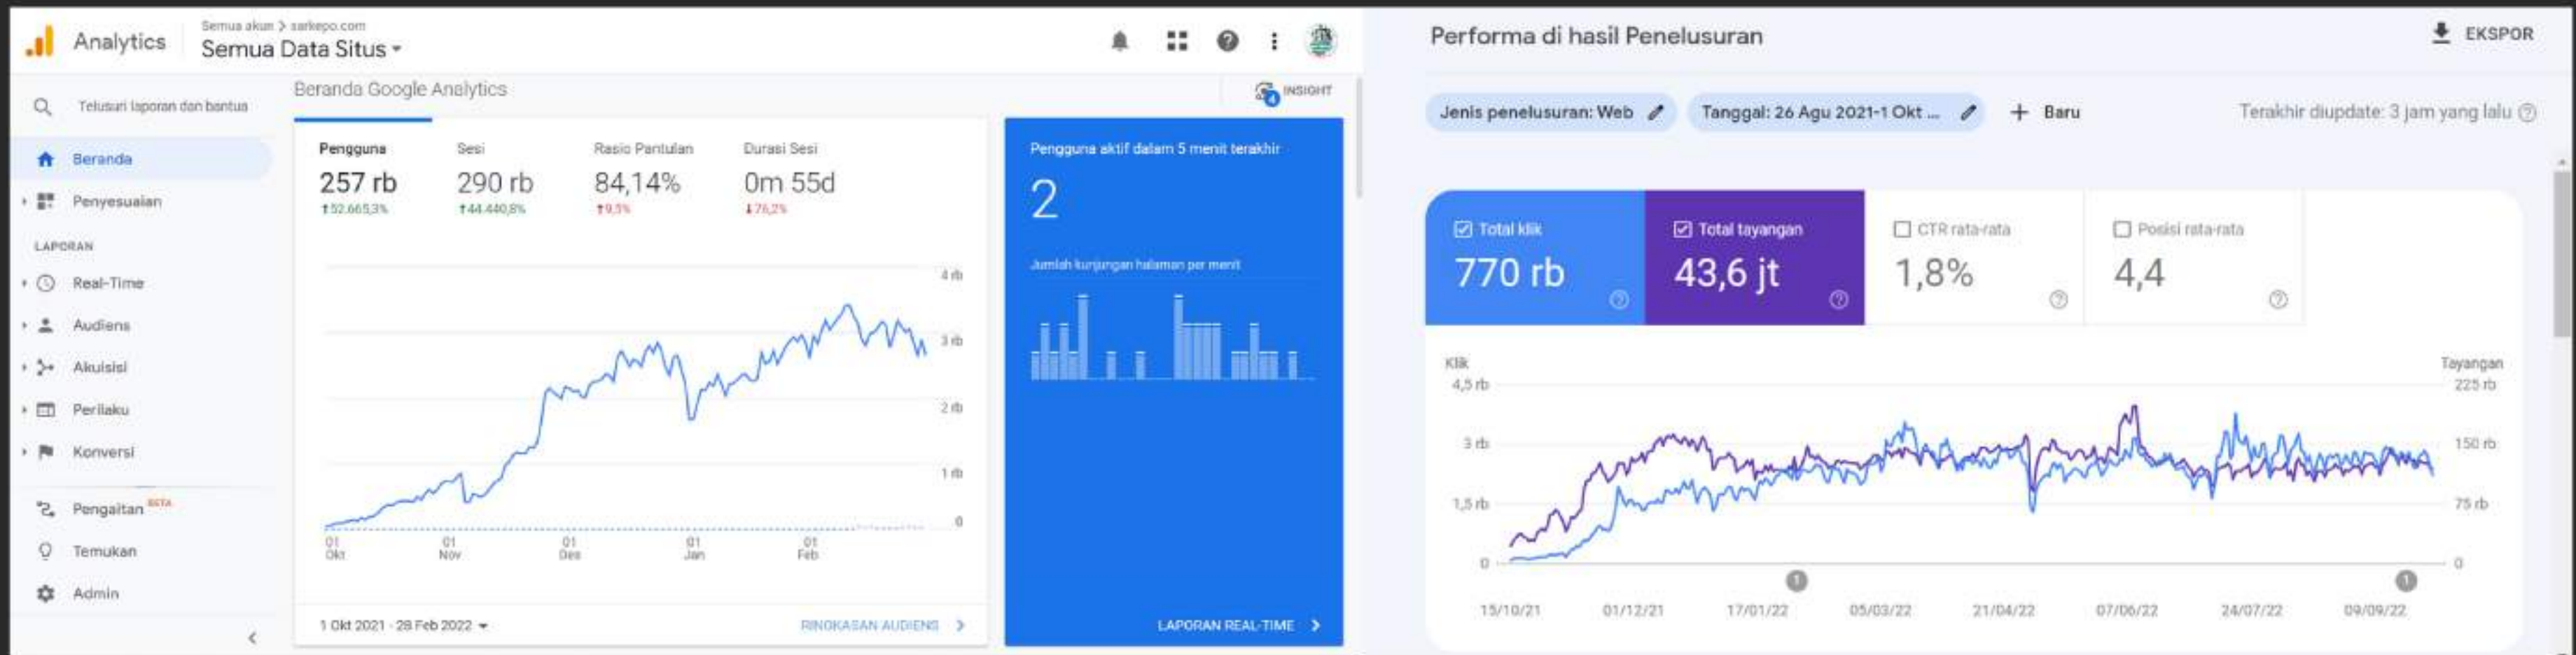 Analytics
Semua akun > sarkepo.com
Semua Data Situs
Telusuri laporan dan bantua
Beranda
Penyesuaian
LAPORAN
Real-Time
Audiens
Akuisisi
Perilaku
Konversi
Pengaitan BETA
Temukan
Admin
Beranda Google Analytics
INSIGHT
4
Pengguna Sesi Rasio Pantulan Durasi Sesi
257 rb 290 rb 84,14% 0m 55d
↑52.665,3% ↑44.440,8% ↑9,5% ↓76,2%
4 rb
3 rb
2 rb
1 rb
0
01 01 01 01 01
Okt Nov Des Jan Feb
1 Okt 2021 - 28 Feb 2022
RINGKASAN AUDIENS
Pengguna aktif dalam 5 menit terakhir
2
Jumlah kunjungan halaman per menit
LAPORAN REAL-TIME
Performa di hasil Penelusuran
EKSPOR
Jenis penelusuran: Web
Tanggal: 26 Agu 2021-1 Okt ...
+ Baru
Terakhir diupdate: 3 jam yang lalu
Total klik Total tayangan CTR rata-rata Posisi rata-rata
770 rb 43,6 jt 1,8% 4,4
Klik Tayangan
4,5 rb 225 rb
3 rb 150 rb
1,5 rb 75 rb
0 0
1 1
15/10/21 01/12/21 17/01/22 05/03/22 21/04/22 07/06/22 24/07/22 09/09/22